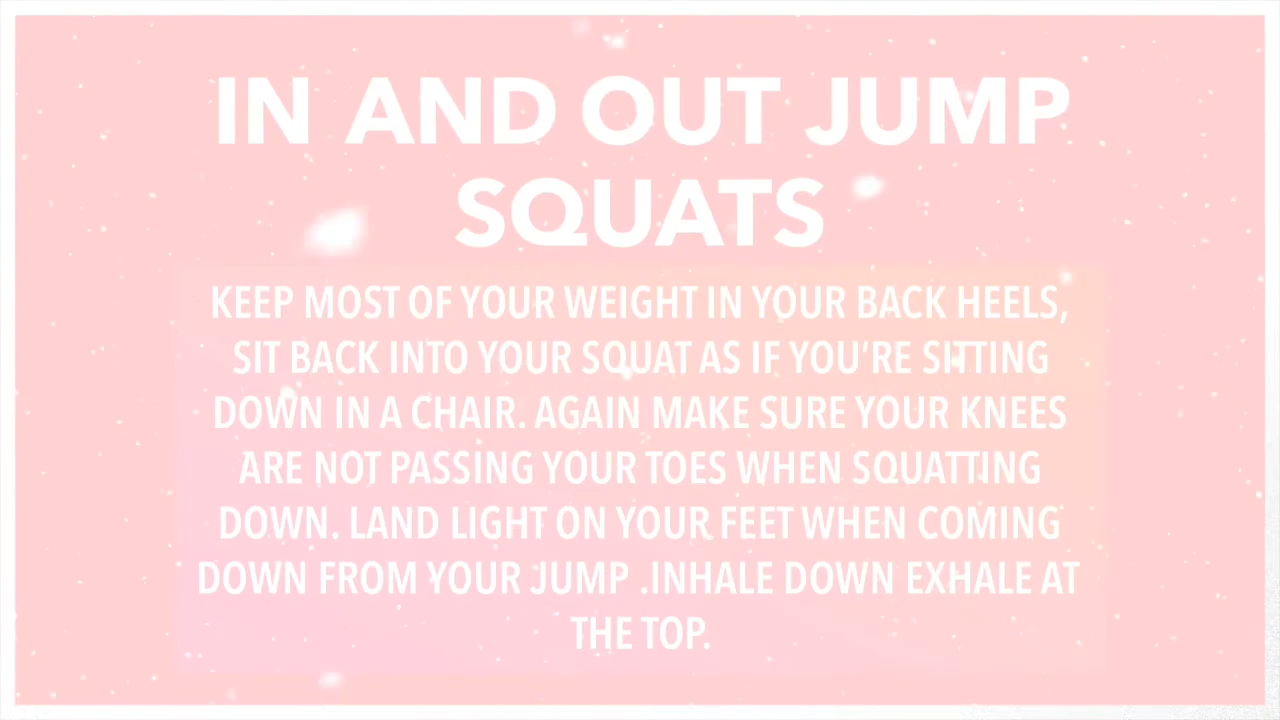 IN AND OUT JUMP
SQUATS
KEEP MOST OF YOUR WEIGHT IN YOUR BACK HEELS,
SIT BACK INTO YOUR SQUAT AS IF YOU’RE SITTING
DOWN IN A CHAIR. AGAIN MAKE SURE YOUR KNEES
ARE NOT PASSING YOUR TOES WHEN SQUATTING
DOWN. LAND LIGHT ON YOUR FEET WHEN COMING
DOWN FROM YOUR JUMP .INHALE DOWN EXHALE AT
THE TOP.